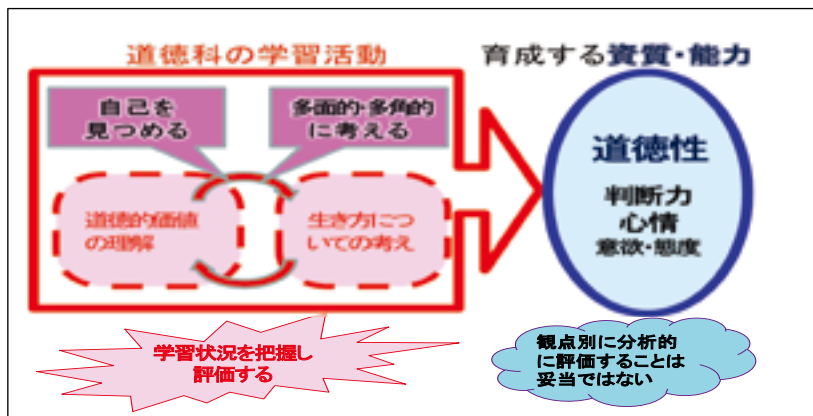 道徳科の学習活動
育成する資質・能力
自己を
見つめる
多面的・多角的
に考える
道徳的価値
の理解
生き方につ
いての考え
道徳性
判断力
心情
意欲・態度
学習状況を把握し
評価する
観点別に分析的
に評価することは
妥当ではない